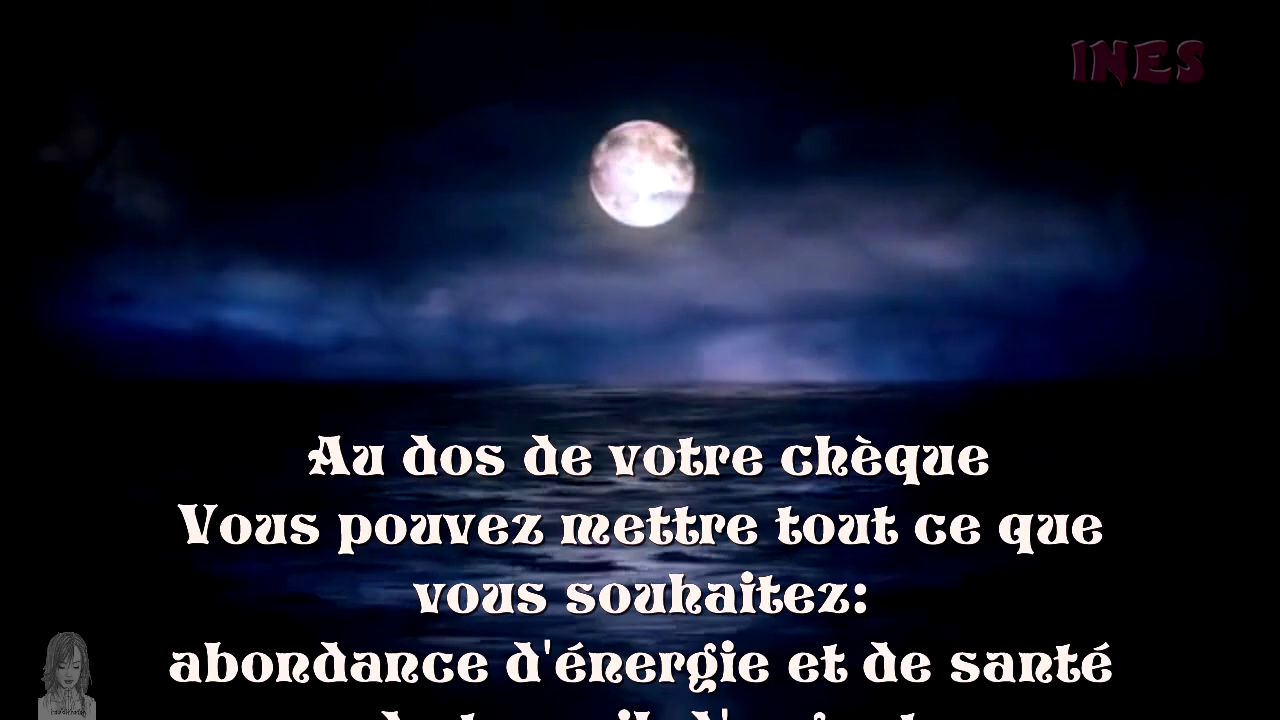 INES
Au dos de votre chèque
Vous pouvez mettre tout ce que
vous souhaitez:
abondance d'énergie et de santé